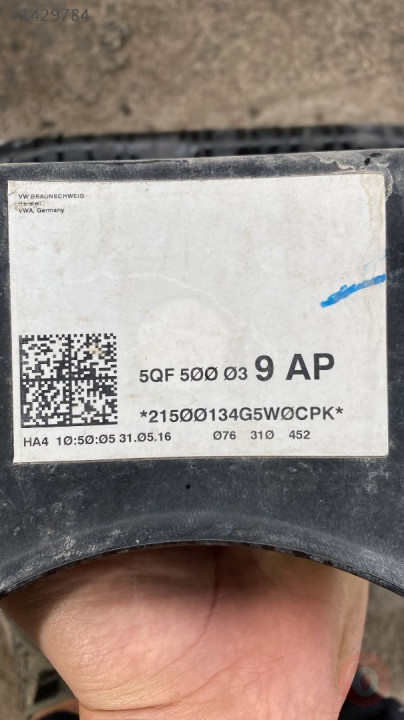 #1429784
VW BRAUNSCHWEIG
VWA, Germany
5QF 5ØØ Ø3 9 AP
*215ØØ134G5WØCPK*
HA4 1Ø:5Ø:Ø5 31.Ø5.16 Ø76 31Ø 452